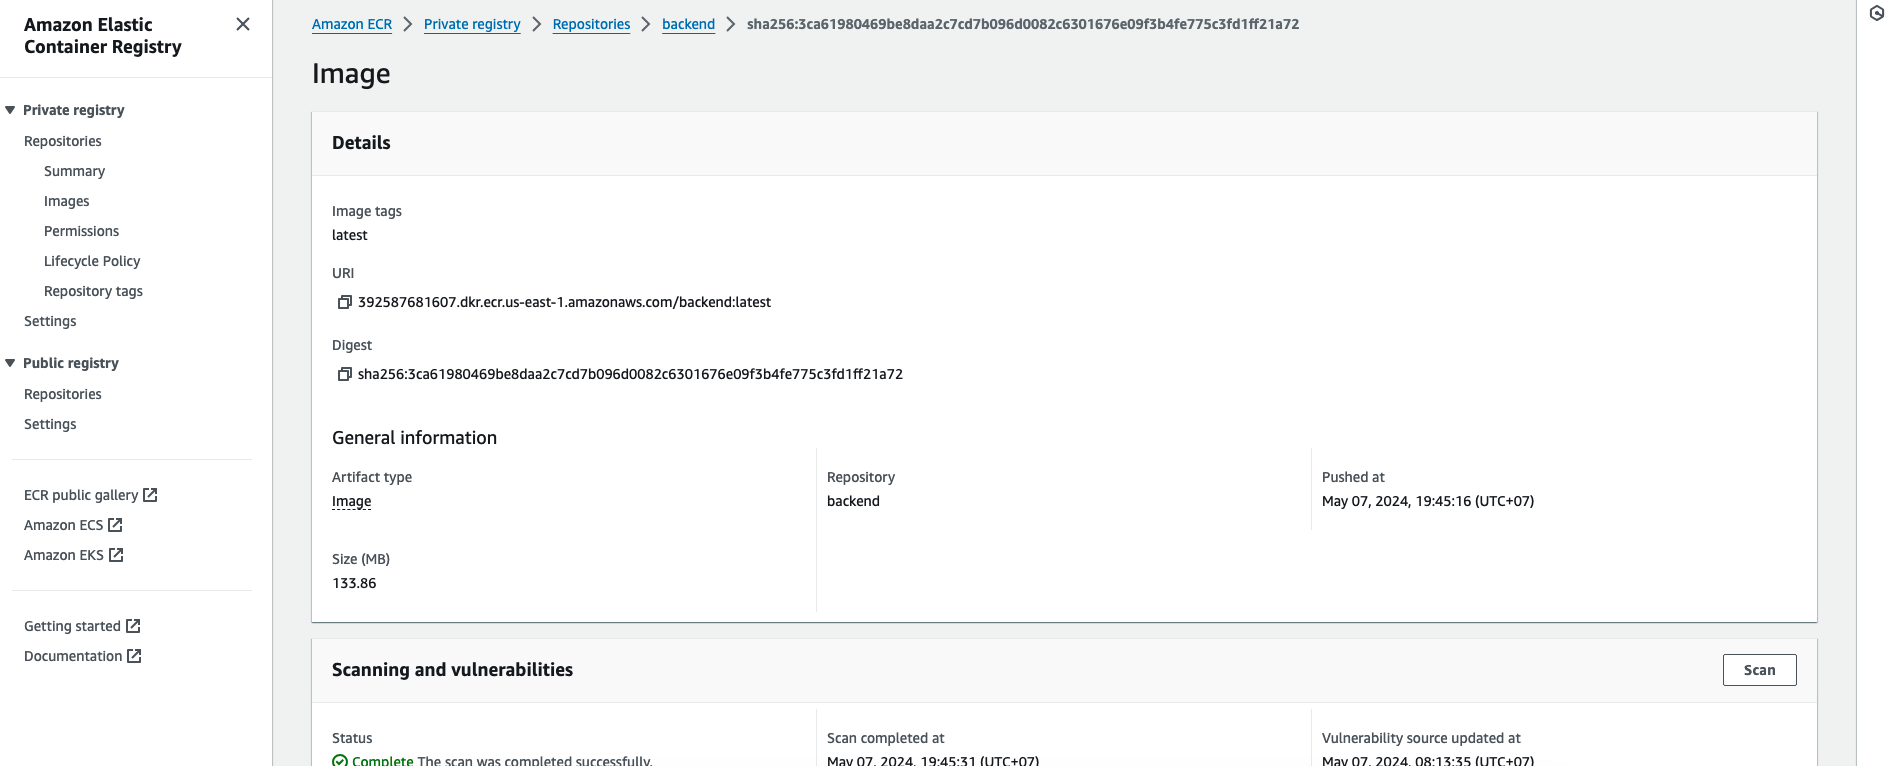 Amazon Elastic
Container Registry
Private registry
Repositories
Summary
Images
Permissions
Lifecycle Policy
Repository tags
Settings
Public registry
Repositories
Settings
ECR public gallery
Amazon ECS
Amazon EKS
Getting started
Documentation
Amazon ECR > Private registry > Repositories > backend > sha256:3ca61980469be8daa2c7cd7b096d0082c6301676e09f3b4fe775c3fd1ff21a72
Image
Details
Image tags
latest
URI
392587681607.dkr.ecr.us-east-1.amazonaws.com/backend:latest
Digest
sha256:3ca61980469be8daa2c7cd7b096d0082c6301676e09f3b4fe775c3fd1ff21a72
General information
Artifact type
Image
Repository
backend
Pushed at
May 07, 2024, 19:45:16 (UTC+07)
Size (MB)
133.86
Scanning and vulnerabilities
Scan
Status
Complete The scan was completed successfully.
Scan completed at
May 07, 2024, 19:45:31 (UTC+07)
Vulnerability source updated at
May 07, 2024, 08:13:35 (UTC+07)